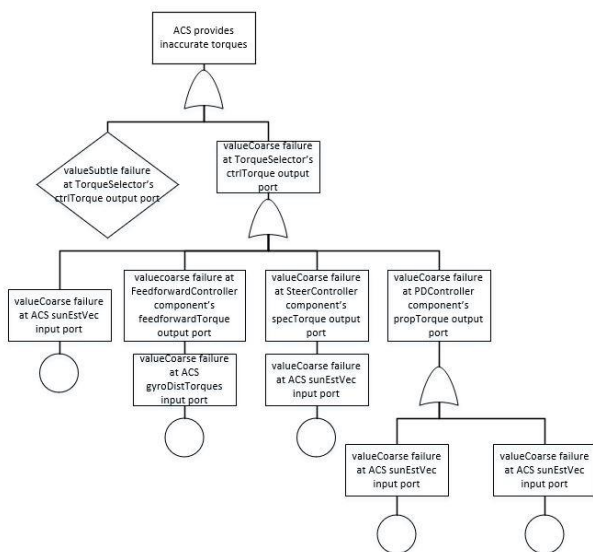 ACS provides
inaccurate torques
valueSubtle failure
at TorqueSelector's
ctrlTorque output port
valueCoarse failure
at TorqueSelector's
ctrlTorque output
port
valueCoarse failure
at ACS sunEstVec
input port
valuecoarse failure at
FeedforwardController
component's
feedforwardTorque
output port
valueCoarse failure
at SteerController
component's
specTorque output
port
valueCoarse failure
at PDController
component's
propTorque output
port
valueCoarse failure
at ACS
gyroDistTorques
input port
valueCoarse failure
at ACS sunEstVec
input port
valueCoarse failure
at ACS sunEstVec
input port
valueCoarse failure
at ACS sunEstVec
input port